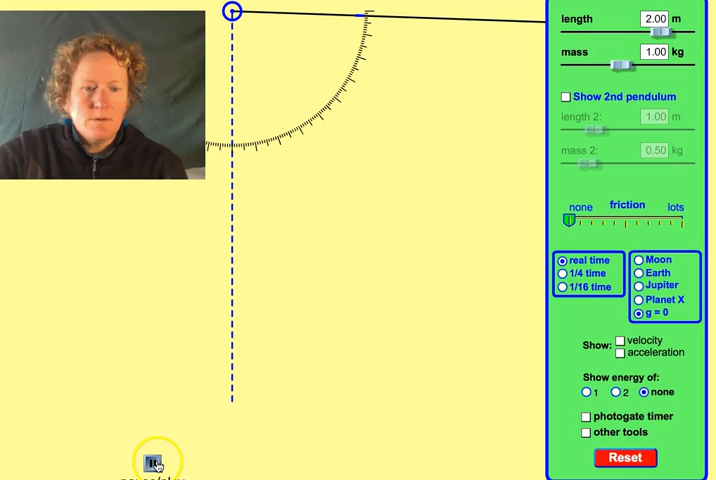 length 2.00 m
mass 1.00 kg
Show 2nd pendulum
length 2: 1.00 m
mass 2: 0.50 kg
friction
none lots
real time
1/4 time
1/16 time
Moon
Earth
Jupiter
Planet X
g = 0
Show: velocity
acceleration
Show energy of:
1 2 none
photogate timer
other tools
Reset
pause/play